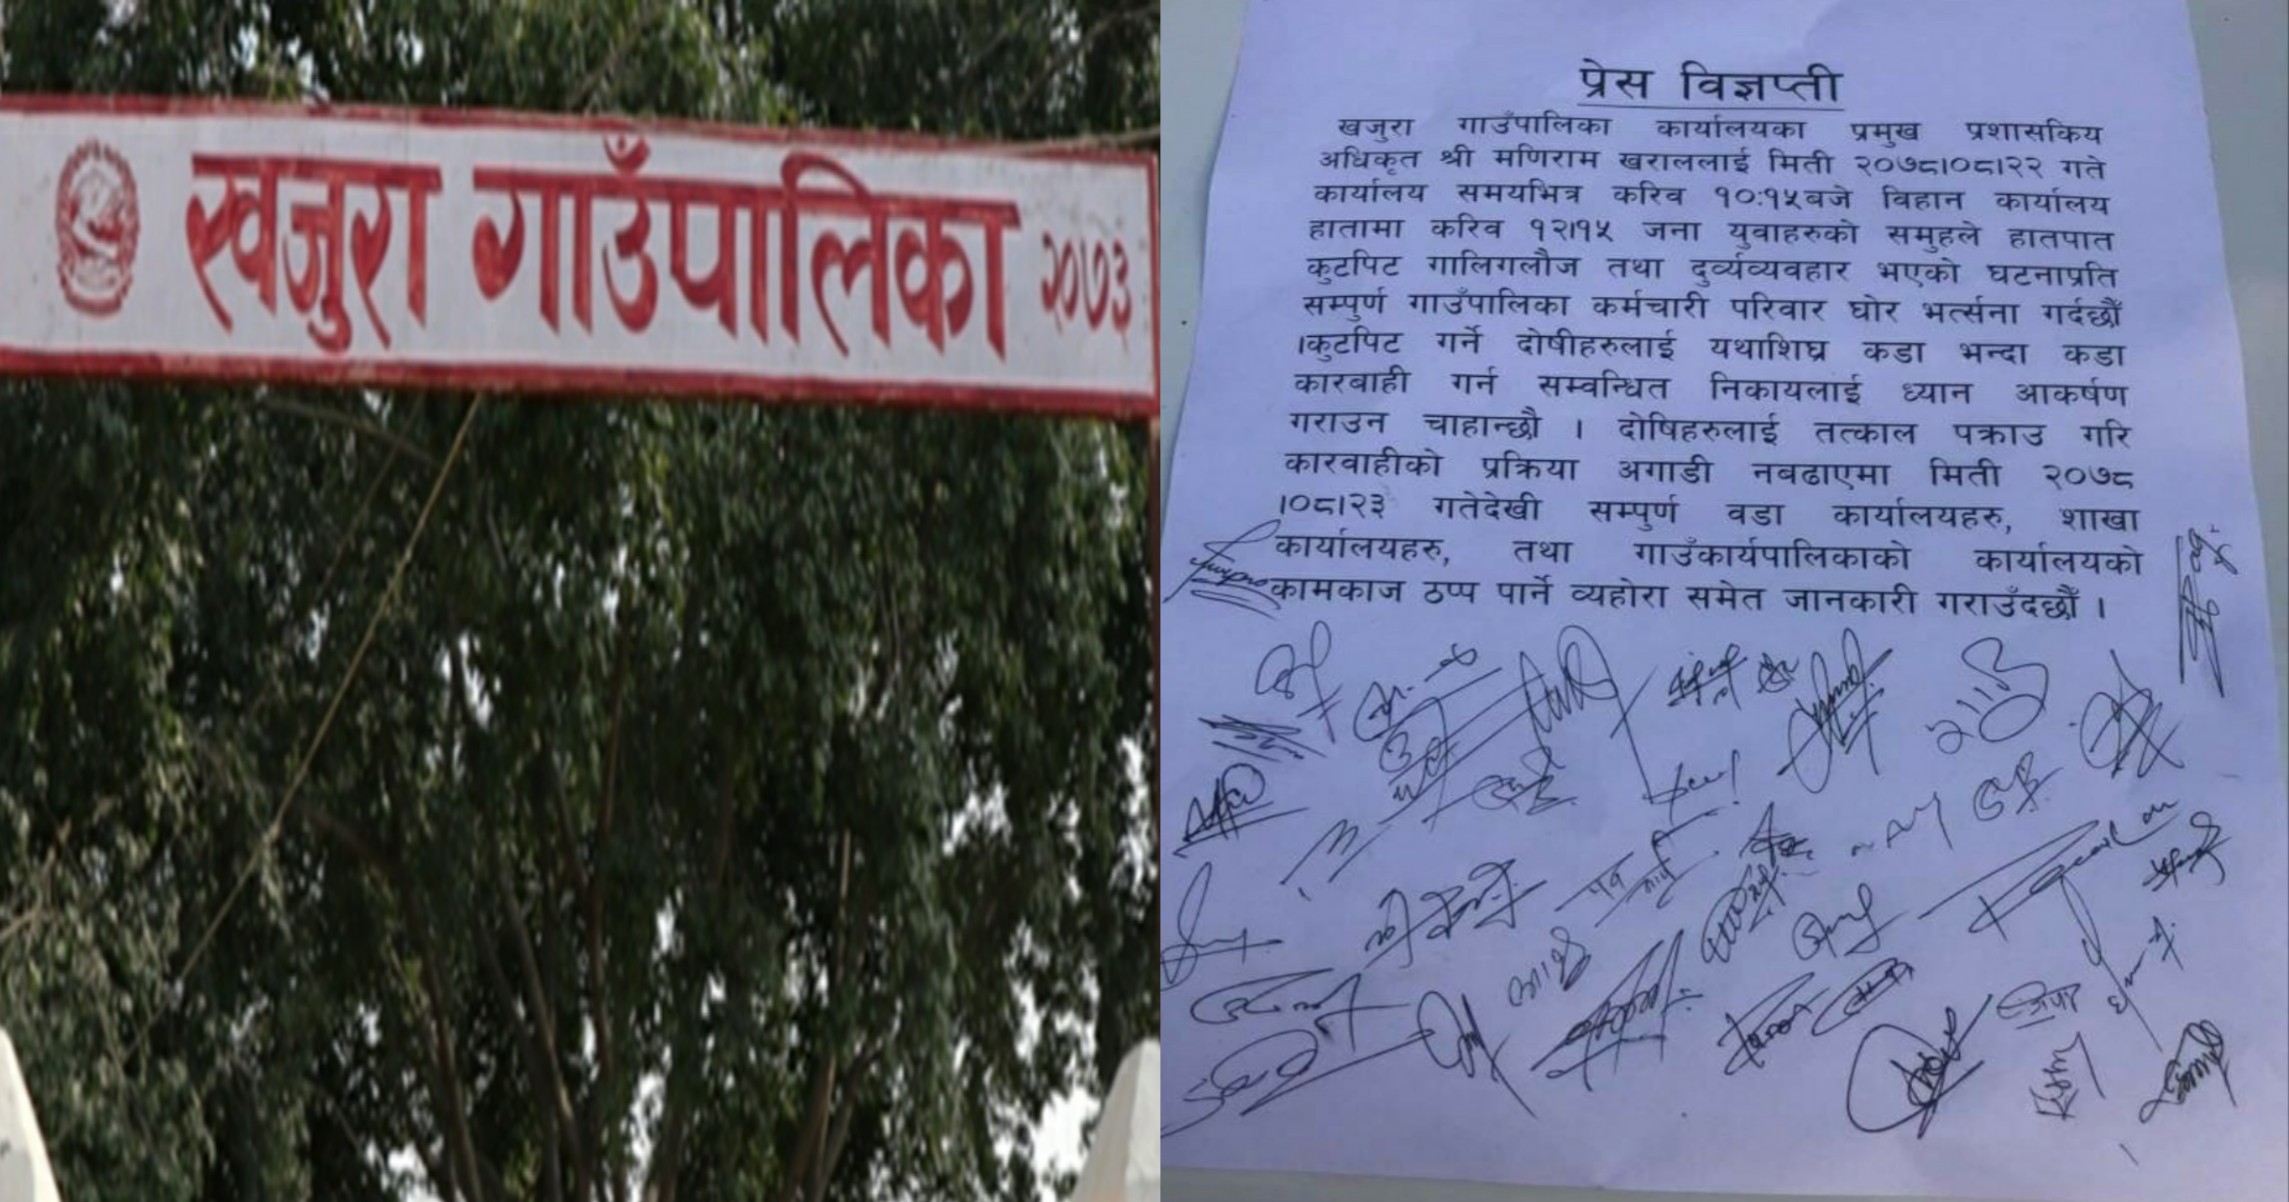 खजुरा गाउँपालिका २०७३
प्रेस विज्ञप्ती
खजुरा गाउँपालिका कार्यालयका प्रमुख प्रशासकिय
अधिकृत श्री मणिराम खराललाई मिती २०७८।०८।२२ गते
कार्यालय समयभित्र करिव १०:१५बजे विहान कार्यालय
हातामा करिव १२।१५ जना युवाहरुको समुहले हातपात
कुटपिट गालिगलौज तथा दुर्व्यव्यवहार भएको घटनाप्रति
सम्पुर्ण गाउँपालिका कर्मचारी परिवार घोर भर्त्सना गर्दछौँ
।कुटपिट गर्ने दोषीहरुलाई यथाशिघ्र कडा भन्दा कडा
कारबाही गर्न सम्वन्धित निकायलाई ध्यान आकर्षण
गराउन चाहान्छौ । दोषिहरुलाई तत्काल पक्राउ गरि
कारवाहीको प्रक्रिया अगाडी नबढाएमा मिती २०७८
।०८।२३ गतेदेखी सम्पुर्ण वडा कार्यालयहरु, शाखा
कार्यालयहरु, तथा गाउँकार्यपालिकाको कार्यालयको
कामकाज ठप्प पार्ने व्यहोरा समेत जानकारी गराउँदछौँ ।